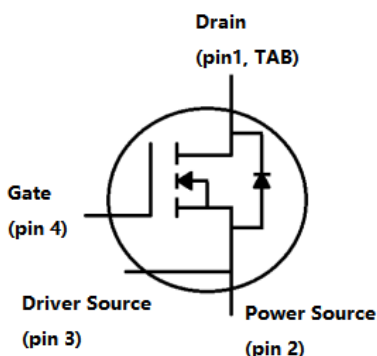 Drain
(pin1, TAB)
Gate
(pin 4)
Driver Source
(pin 3)
Power Source
(pin 2)